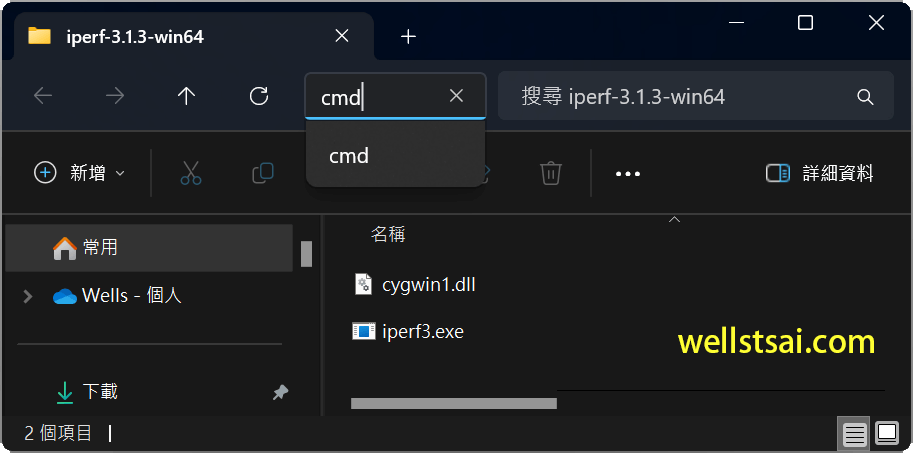 iperf-3.1.3-win64
cmd
搜尋 iperf-3.1.3-win64
cmd
新增
詳細資料
常用
名稱
Wells - 個人
cygwin1.dll
iperf3.exe
wellstsai.com
下載
2 個項目